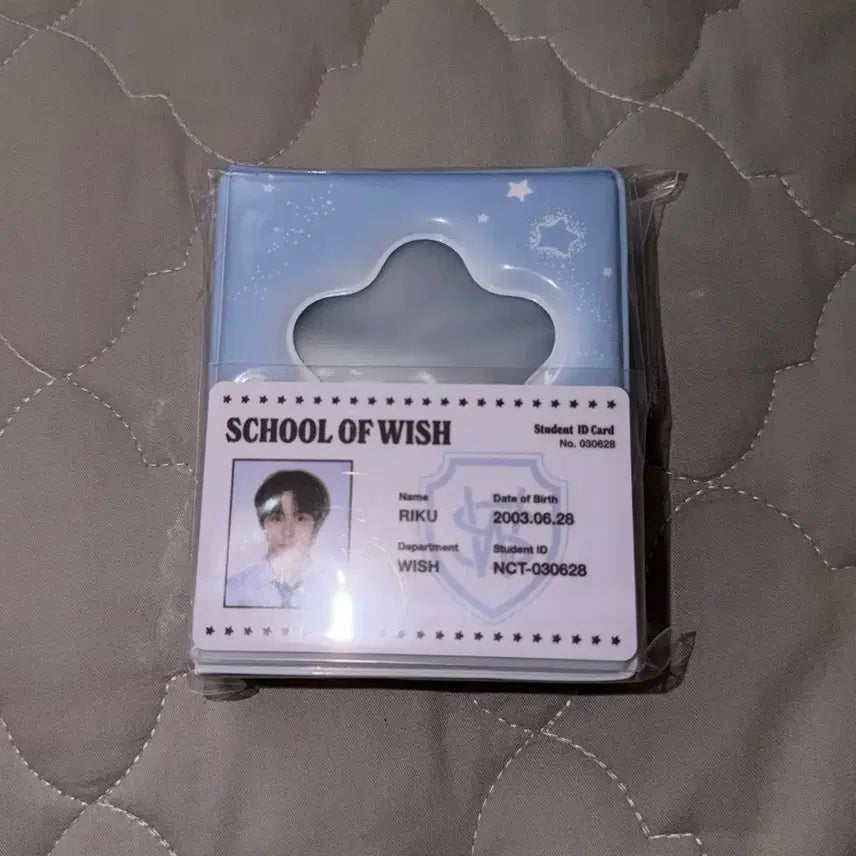 SCHOOL OF WISH
Student ID Card
No. 030628
Name
RIKU
Date of Birth
2003.06.28
Department
WISH
Student ID
NCT-030628